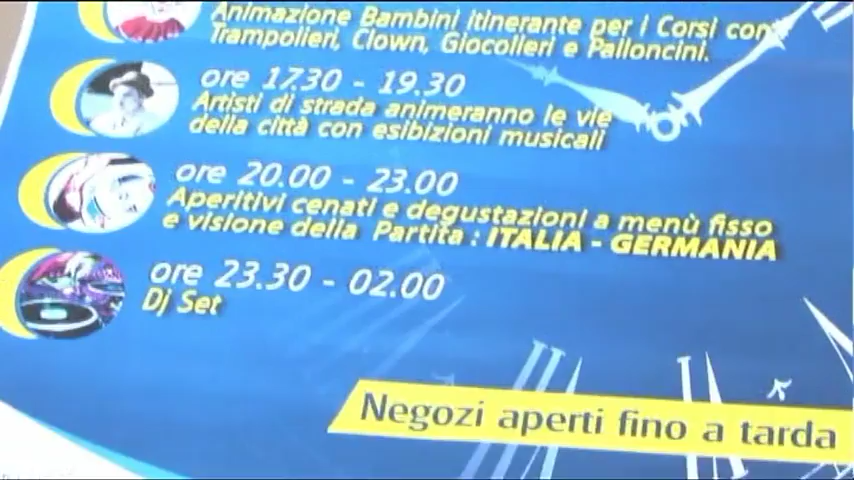 Animazione Bambini itinerante per i Corsi con
Trampolieri, Clown, Giocolieri e Palloncini.
ore 17.30 - 19.30
Artisti di strada animeranno le vie
della città con esibizioni musicali
ore 20.00 - 23.00
Aperitivi cenati e degustazioni a menù fisso
e visione della Partita : ITALIA - GERMANIA
ore 23.30 - 02.00
Dj Set
Negozi aperti fino a tarda